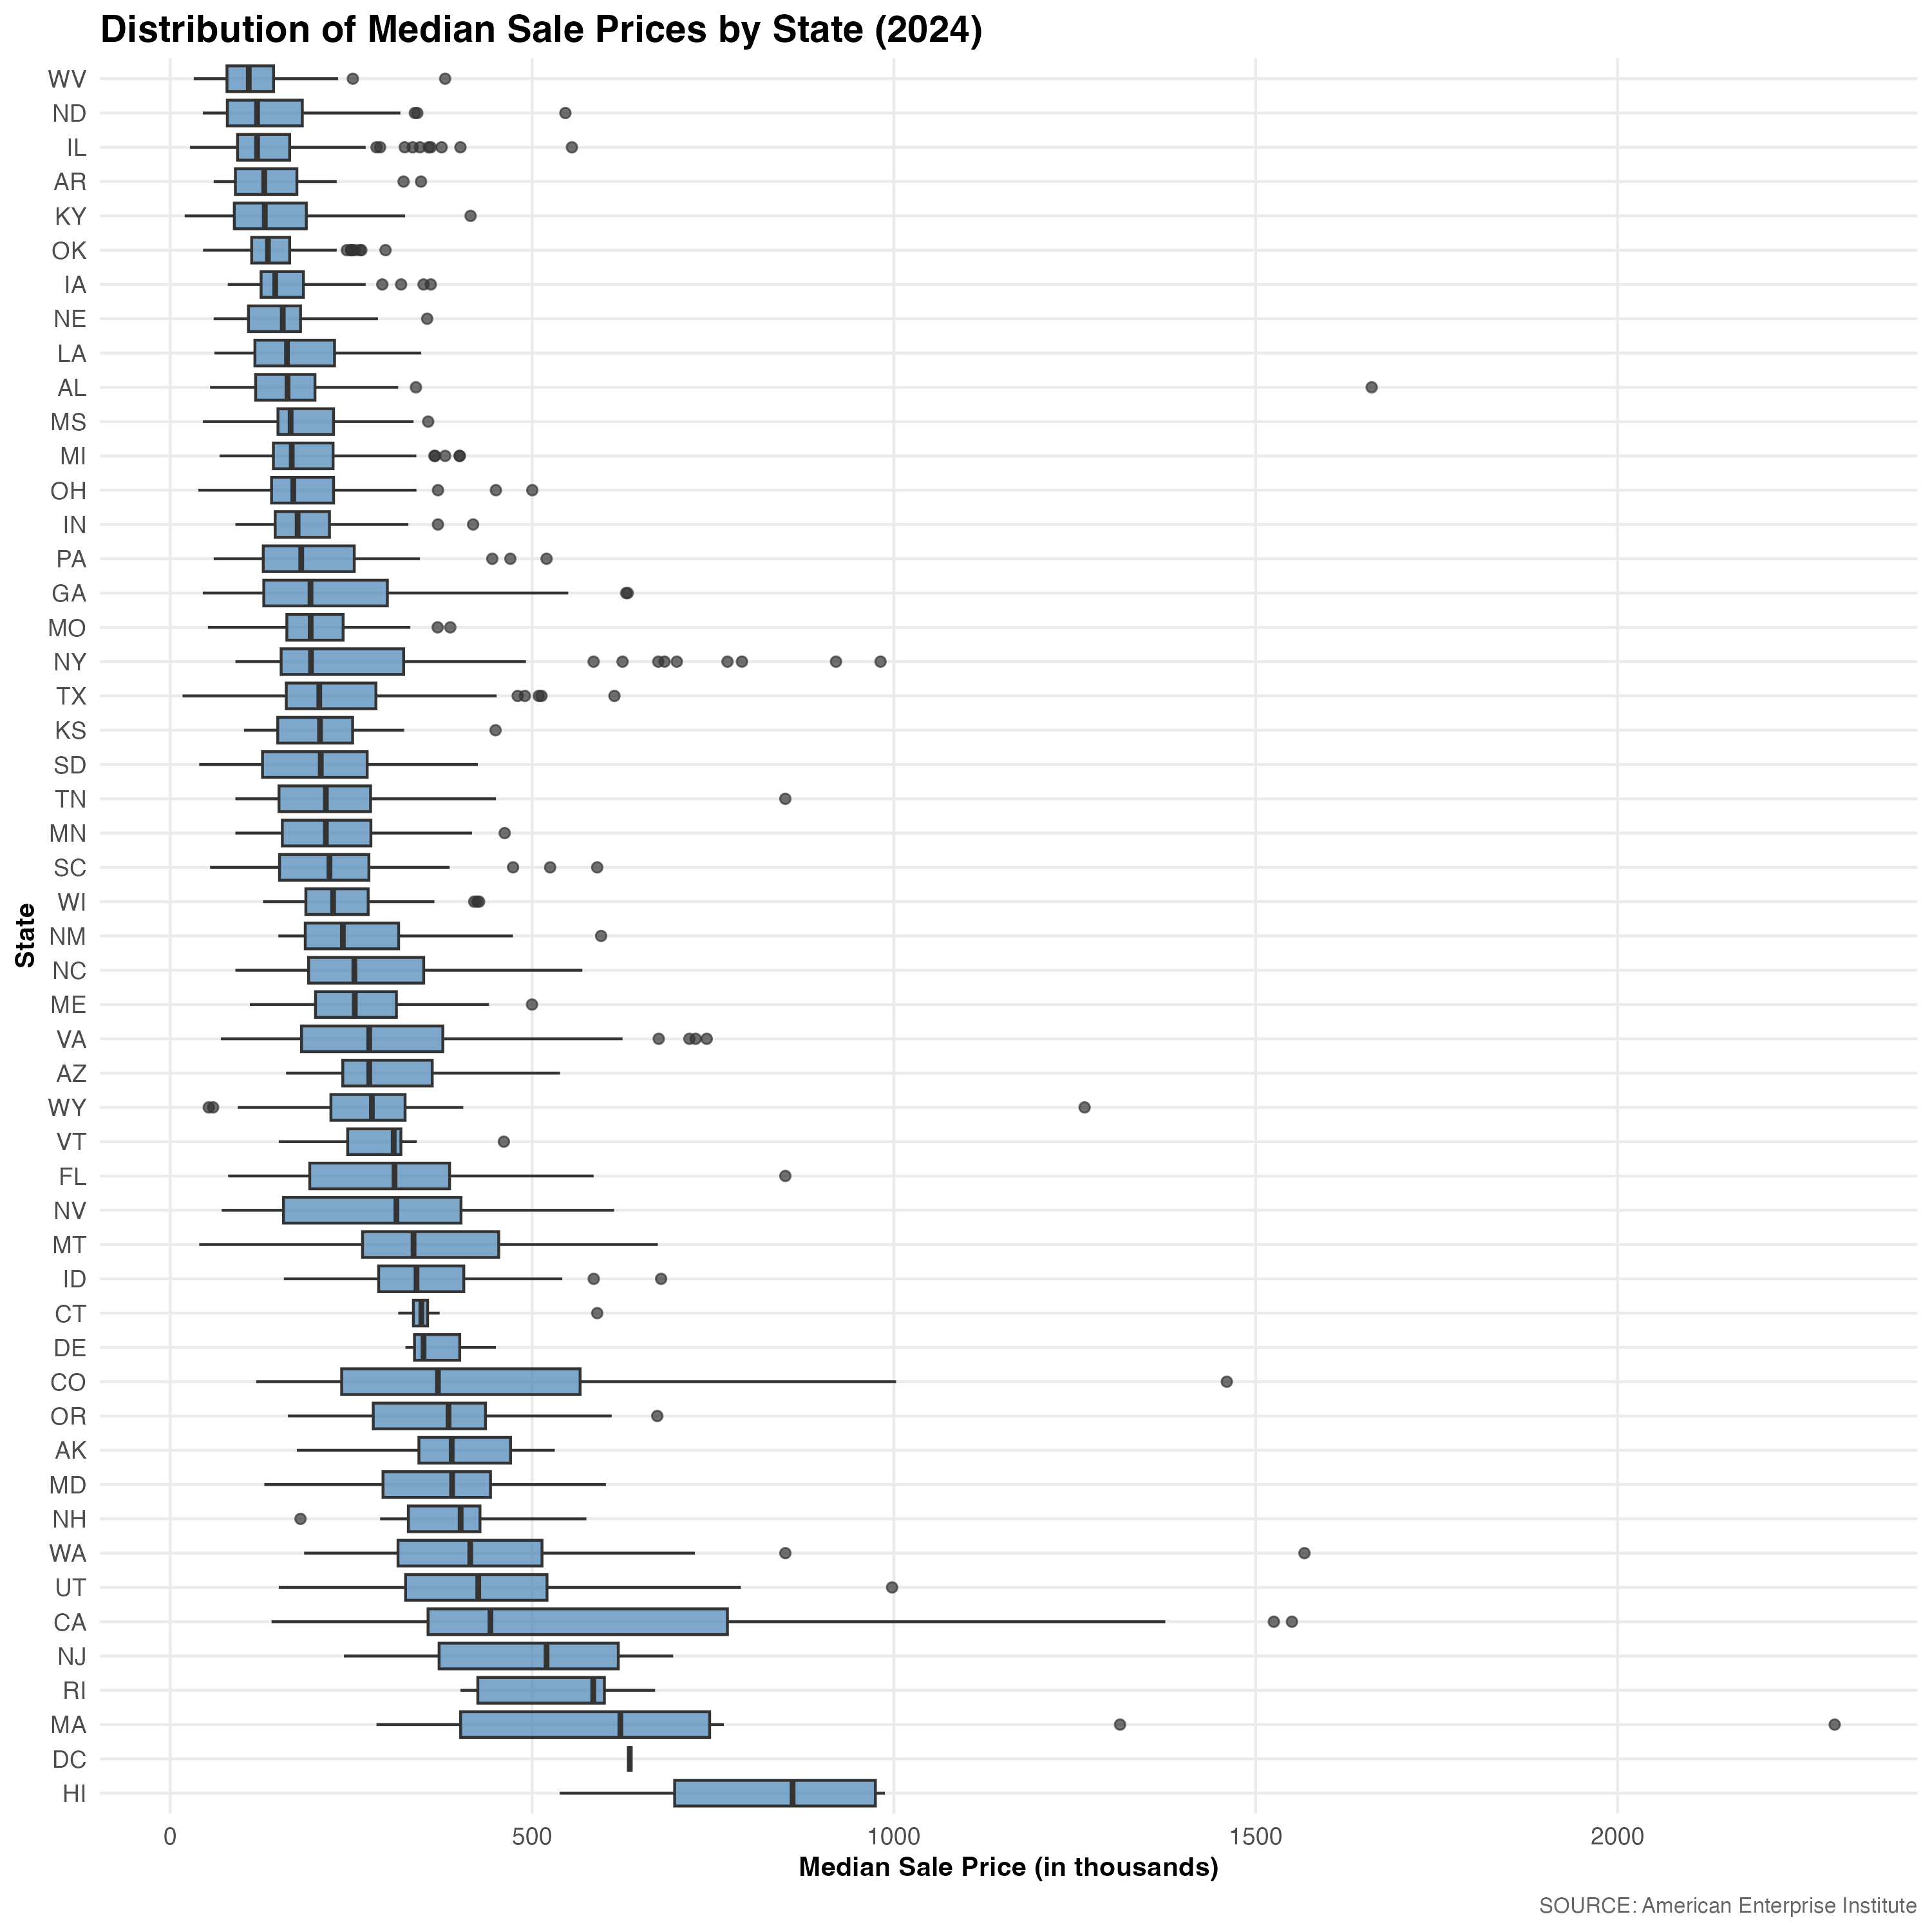 Distribution of Median Sale Prices by State (2024)
WV
ND
IL
AR
KY
OK
IA
NE
LA
AL
MS
MI
OH
IN
PA
GA
MO
NY
TX
KS
SD
TN
MN
SC
WI
NM
NC
ME
VA
AZ
WY
VT
FL
NV
MT
ID
CT
DE
CO
OR
AK
MD
NH
WA
UT
CA
NJ
RI
MA
DC
HI
State
0 500 1000 1500 2000
Median Sale Price (in thousands)
SOURCE: American Enterprise Institute